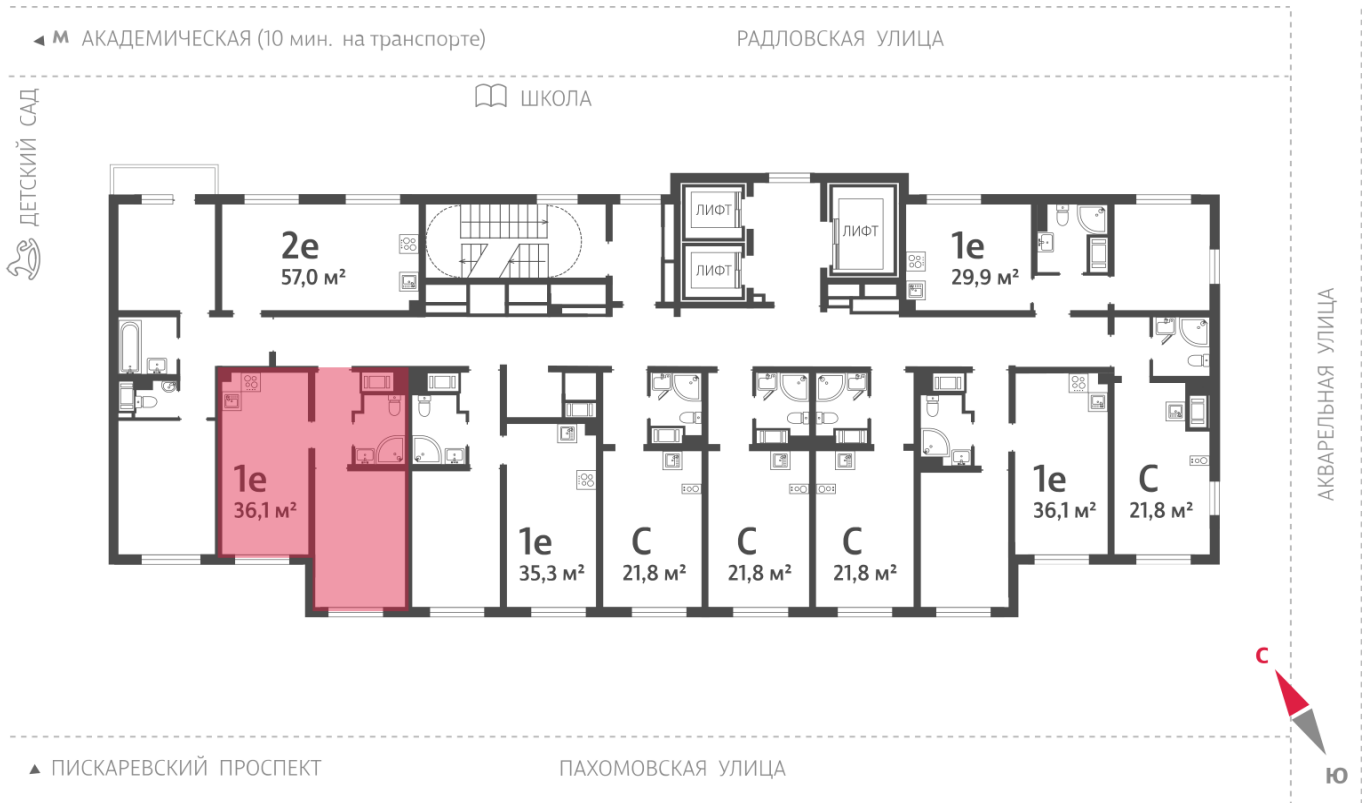 М АКАДЕМИЧЕСКАЯ (10 мин. на транспорте)
РАДЛОВСКАЯ УЛИЦА
ШКОЛА
ДЕТСКИЙ САД
ЛИФТ
ЛИФТ
ЛИФТ
2е
57,0 м²
1е
29,9 м²
АКВАРЕЛЬНАЯ УЛИЦА
1е
36,1 м²
1е
35,3 м²
С
21,8 м²
С
21,8 м²
С
21,8 м²
1е
36,1 м²
С
21,8 м²
С
Ю
ПИСКАРЕВСКИЙ ПРОСПЕКТ
ПАХОМОВСКАЯ УЛИЦА